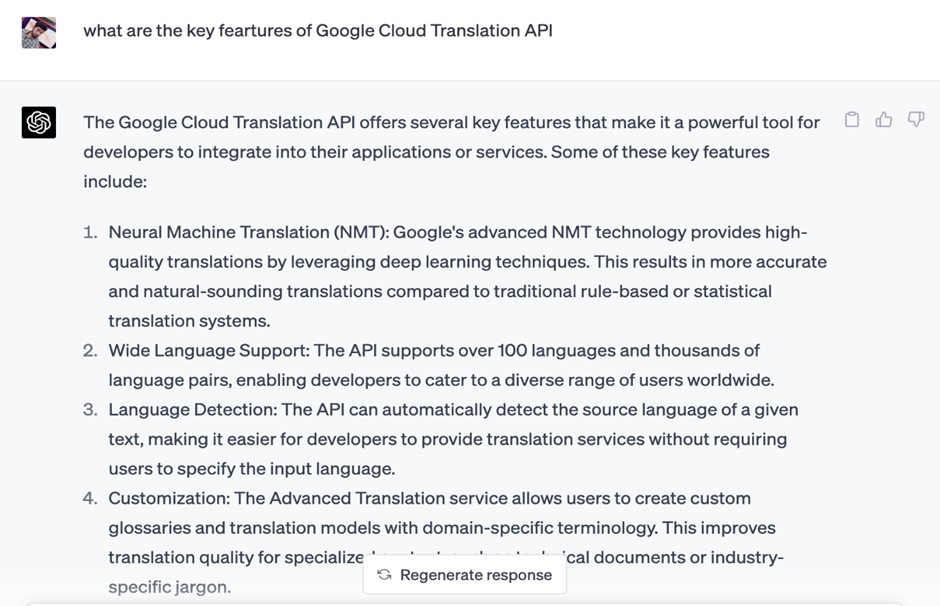 what are the key feartures of Google Cloud Translation API
The Google Cloud Translation API offers several key features that make it a powerful tool for
developers to integrate into their applications or services. Some of these key features
include:
1. Neural Machine Translation (NMT): Google's advanced NMT technology provides high-
quality translations by leveraging deep learning techniques. This results in more accurate
and natural-sounding translations compared to traditional rule-based or statistical
translation systems.
2. Wide Language Support: The API supports over 100 languages and thousands of
language pairs, enabling developers to cater to a diverse range of users worldwide.
3. Language Detection: The API can automatically detect the source language of a given
text, making it easier for developers to provide translation services without requiring
users to specify the input language.
4. Customization: The Advanced Translation service allows users to create custom
glossaries and translation models with domain-specific terminology. This improves
translation quality for documents or industry-
specific jargon.
Regenerate response